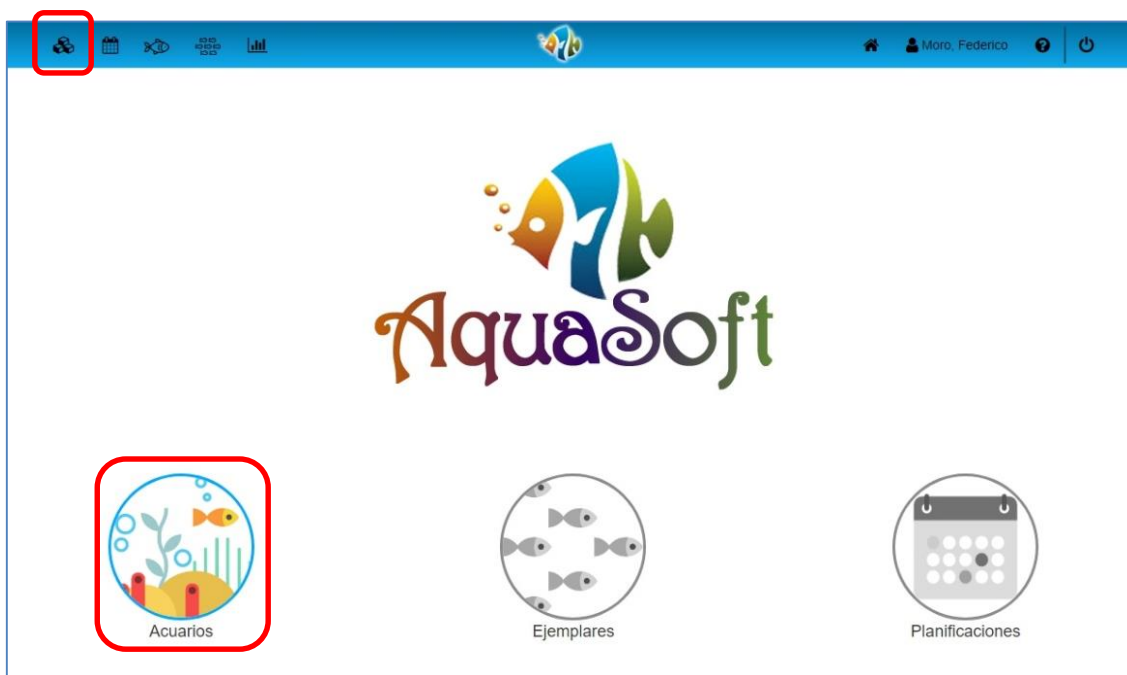 Moro, Federico
AquaSoft
Acuarios
Ejemplares
Planificaciones